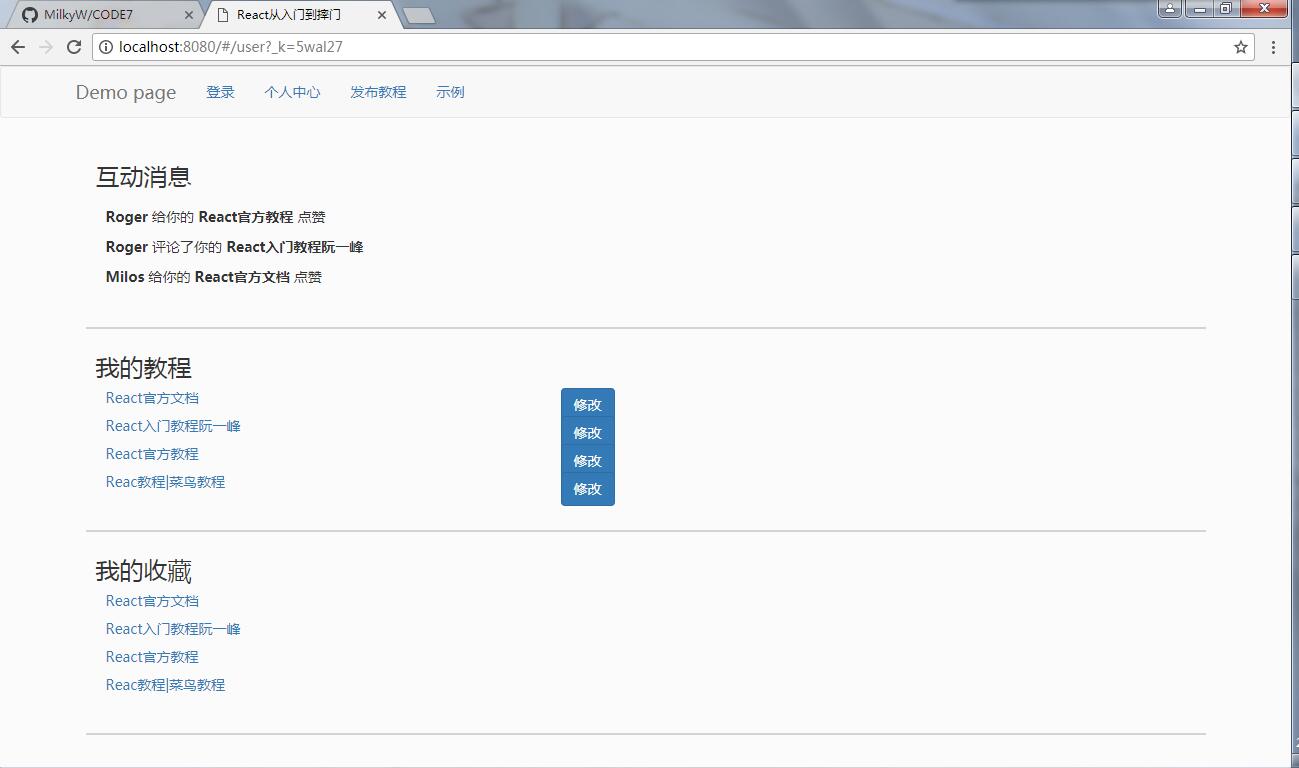 MilkyW/CODE7
React从入门到摔门
localhost:8080/#/user?_k=5wal27
Demo page 登录 个人中心 发布教程 示例
互动消息
Roger 给你的 React官方教程 点赞
Roger 评论了你的 React入门教程阮一峰
Milos 给你的 React官方文档 点赞
我的教程
React官方文档 修改
React入门教程阮一峰 修改
React官方教程 修改
Reac教程|菜鸟教程 修改
我的收藏
React官方文档
React入门教程阮一峰
React官方教程
Reac教程|菜鸟教程